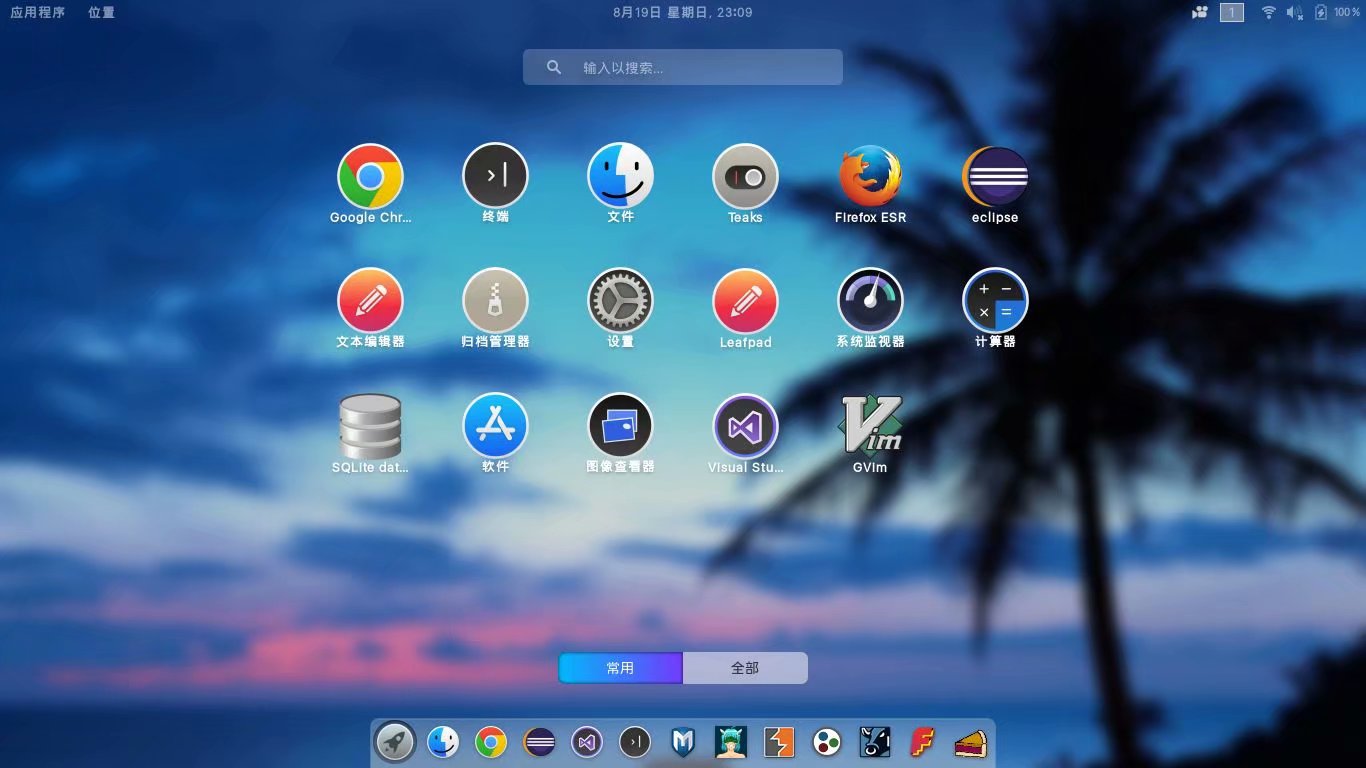 应用程序 位置 8月19日 星期日, 23:09 1 100%
输入以搜索...
Google Chr... 终端 文件 Teaks Firefox ESR eclipse
文本编辑器 归档管理器 设置 Leafpad 系统监视器 计算器
SQLite dat... 软件 图像查看器 Visual Stu... GVim
常用 全部